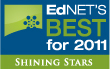 EdNET'S
BEST
for 2011
SHINING STARS